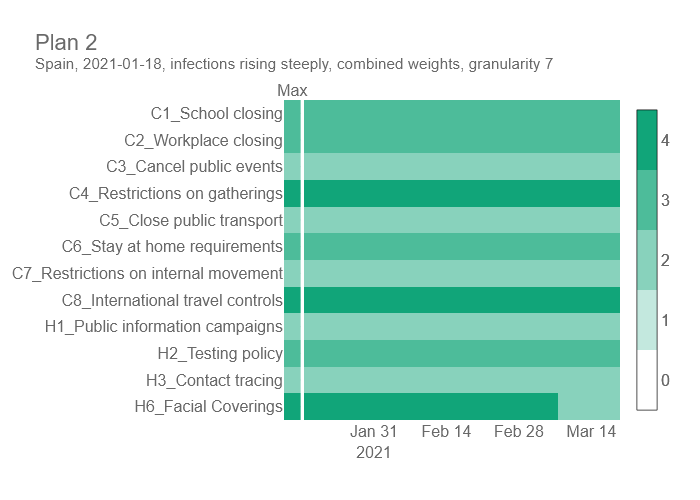 Plan 2
Spain, 2021-01-18, infections rising steeply, combined weights, granularity 7
Max
C1_School closing
C2_Workplace closing
C3_Cancel public events
C4_Restrictions on gatherings
C5_Close public transport
C6_Stay at home requirements
C7_Restrictions on internal movement
C8_International travel controls
H1_Public information campaigns
H2_Testing policy
H3_Contact tracing
H6_Facial Coverings
Jan 31 Feb 14 Feb 28 Mar 14
2021
4
3
2
1
0